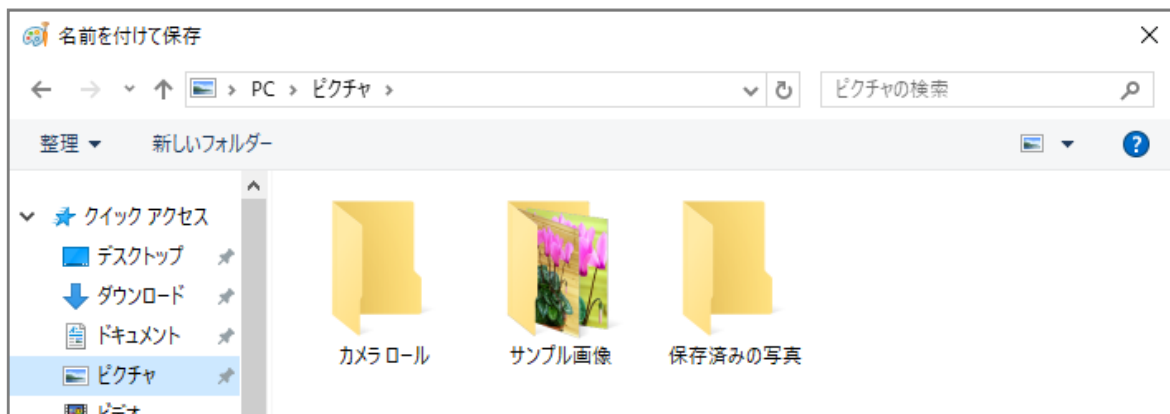 名前を付けて保存
PC > ピクチャ >
ピクチャの検索
整理
新しいフォルダー
?
クイック アクセス
デスクトップ
ダウンロード
ドキュメント
ピクチャ
ビデオ
カメラ ロール
サンプル画像
保存済みの写真